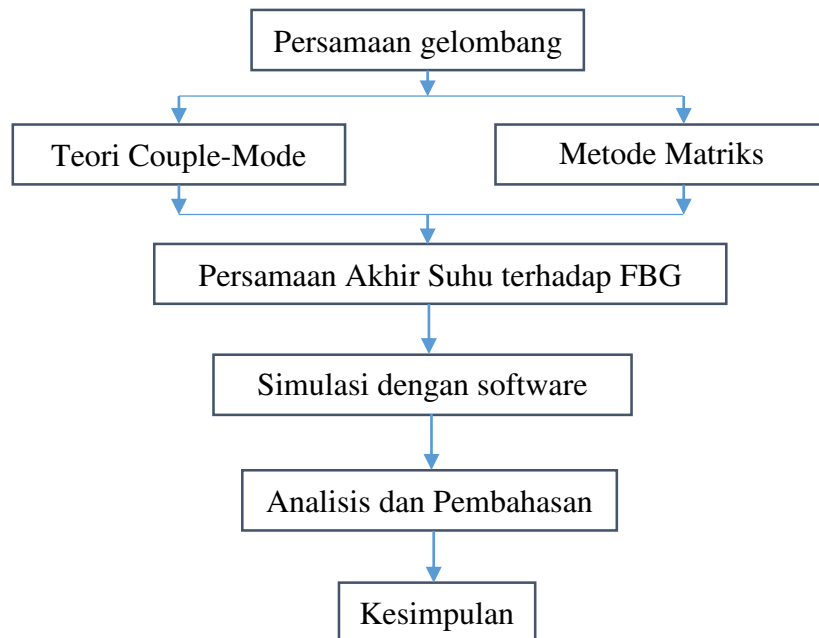 Persamaan gelombang
Teori Couple-Mode
Metode Matriks
Persamaan Akhir Suhu terhadap FBG
Simulasi dengan software
Analisis dan Pembahasan
Kesimpulan